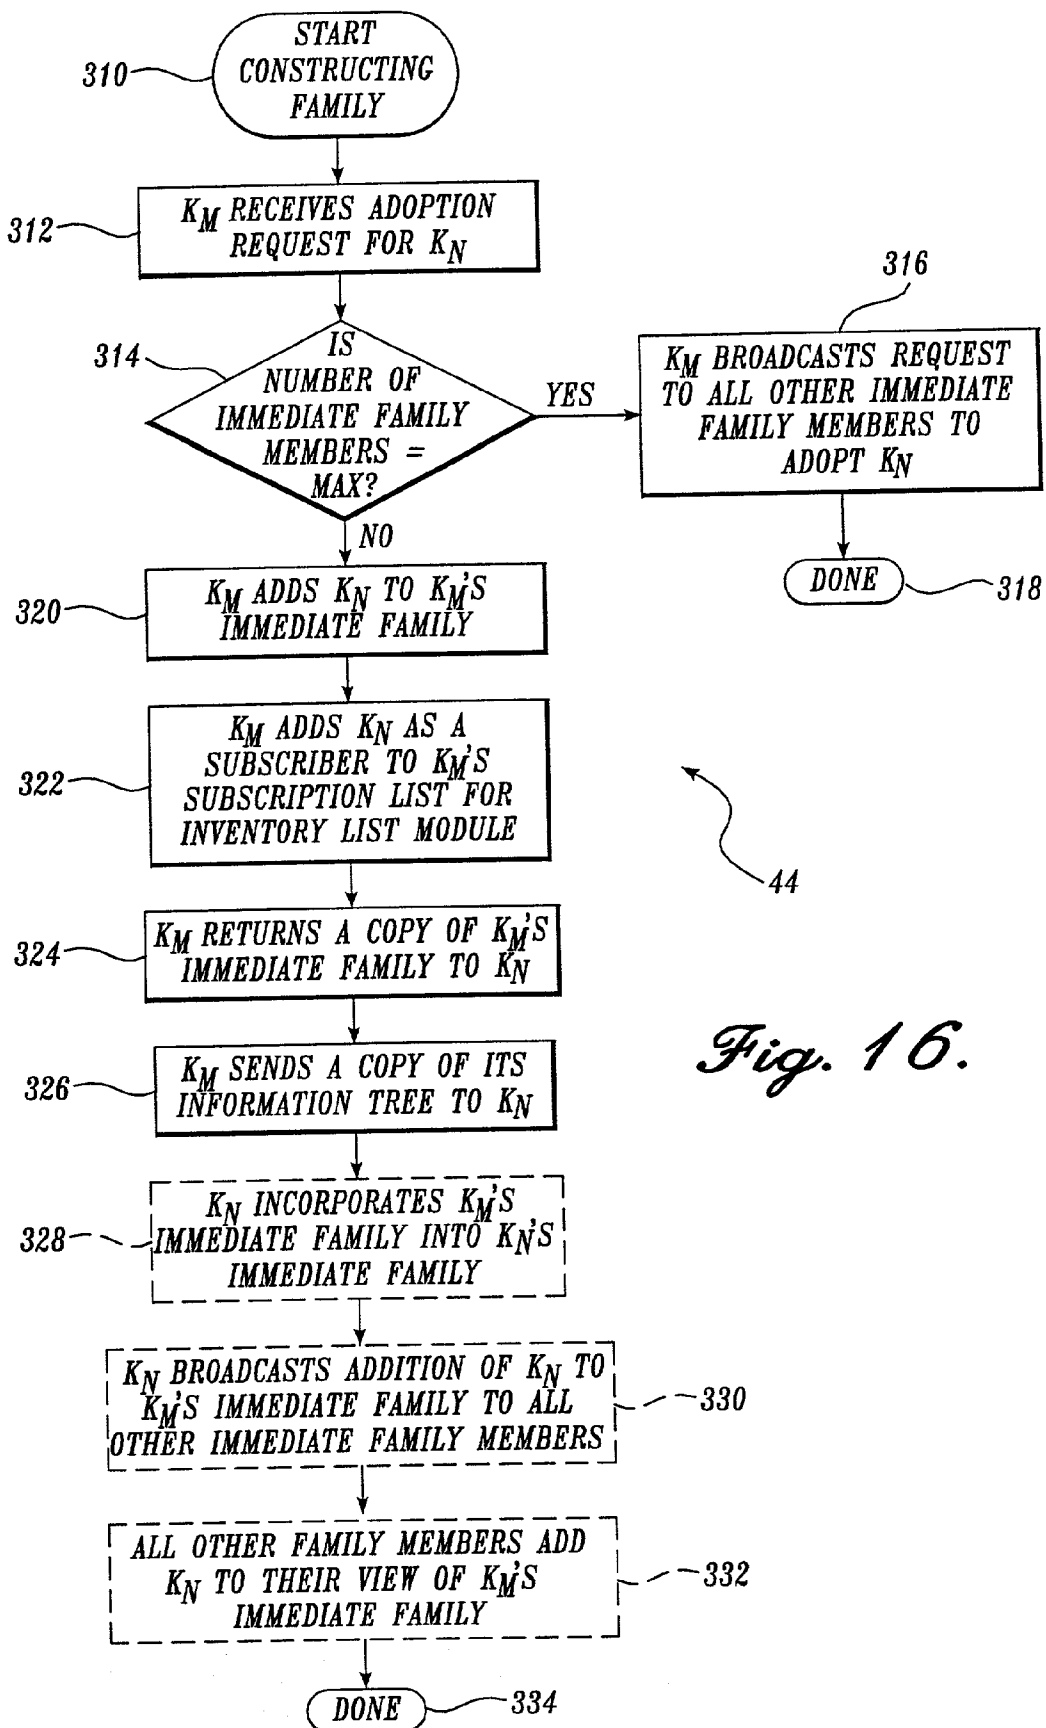 START
CONSTRUCTING
FAMILY
310
KM RECEIVES ADOPTION
REQUEST FOR KN
312
IS
NUMBER OF
IMMEDIATE FAMILY
MEMBERS =
MAX?
314
YES
316
KM BROADCASTS REQUEST
TO ALL OTHER IMMEDIATE
FAMILY MEMBERS TO
ADOPT KN
DONE
318
NO
KM ADDS KN TO KM'S
IMMEDIATE FAMILY
320
KM ADDS KN AS A
SUBSCRIBER TO KM'S
SUBSCRIPTION LIST FOR
INVENTORY LIST MODULE
322
44
KM RETURNS A COPY OF KM'S
IMMEDIATE FAMILY TO KN
324
KM SENDS A COPY OF ITS
INFORMATION TREE TO KN
326
Fig. 16.
KN INCORPORATES KM'S
IMMEDIATE FAMILY INTO KN'S
IMMEDIATE FAMILY
328
KN BROADCASTS ADDITION OF KN TO
KM'S IMMEDIATE FAMILY TO ALL
OTHER IMMEDIATE FAMILY MEMBERS
330
ALL OTHER FAMILY MEMBERS ADD
KN TO THEIR VIEW OF KM'S
IMMEDIATE FAMILY
332
DONE
334